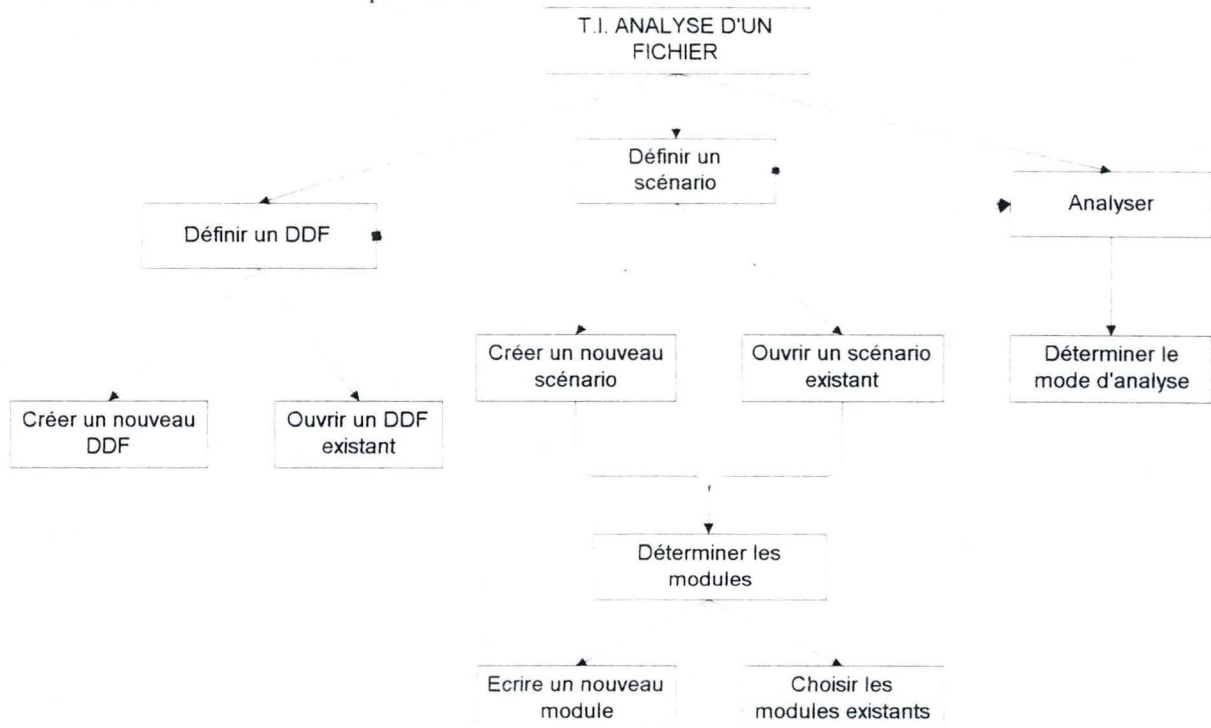 T.I. ANALYSE D'UN
FICHIER
Définir un
scénario
Analyser
Définir un DDF
Créer un nouveau
scénario
Ouvrir un scénario
existant
Déterminer le
mode d'analyse
Créer un nouveau
DDF
Ouvrir un DDF
existant
Déterminer les
modules
Ecrire un nouveau
module
Choisir les
modules existants